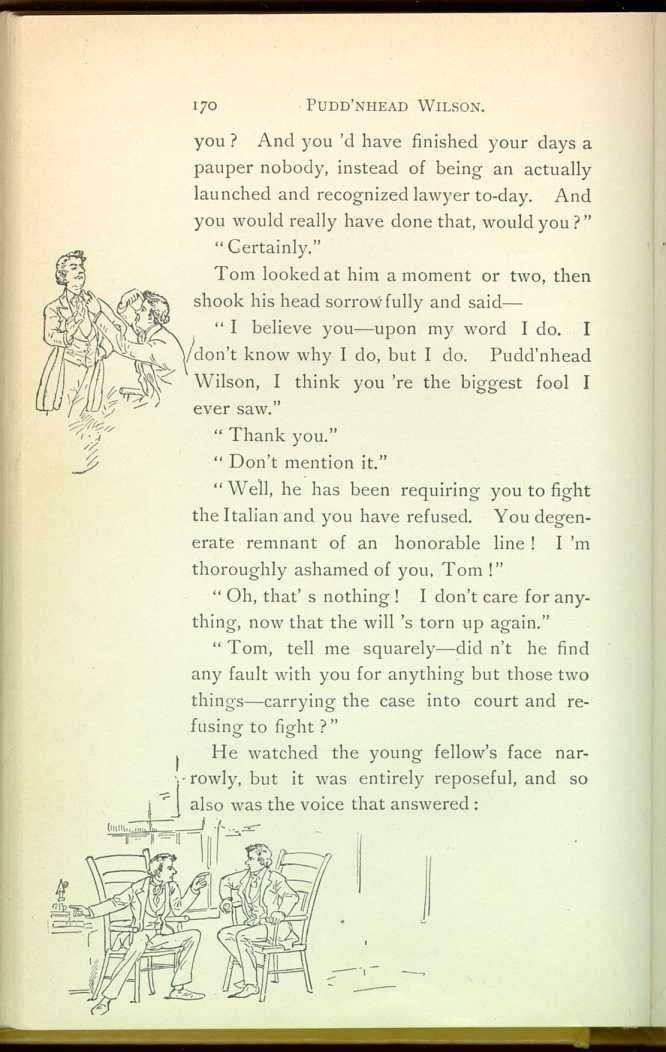 170 PUDD'NHEAD WILSON.
you? And you 'd have finished your days a
pauper nobody, instead of being an actually
launched and recognized lawyer to-day. And
you would really have done that, would you?"
"Certainly."
Tom looked at him a moment or two, then
shook his head sorrowfully and said—
"I believe you—upon my word I do. I
don't know why I do, but I do. Pudd'nhead
Wilson, I think you 're the biggest fool I
ever saw."
"Thank you."
"Don't mention it."
"Well, he has been requiring you to fight
the Italian and you have refused. You degen-
erate remnant of an honorable line! I 'm
thoroughly ashamed of you, Tom!"
"Oh, that' s nothing! I don't care for any-
thing, now that the will 's torn up again."
"Tom, tell me squarely—did n't he find
any fault with you for anything but those two
things—carrying the case into court and re-
fusing to fight?"
He watched the young fellow's face nar-
rowly, but it was entirely reposeful, and so
also was the voice that answered: